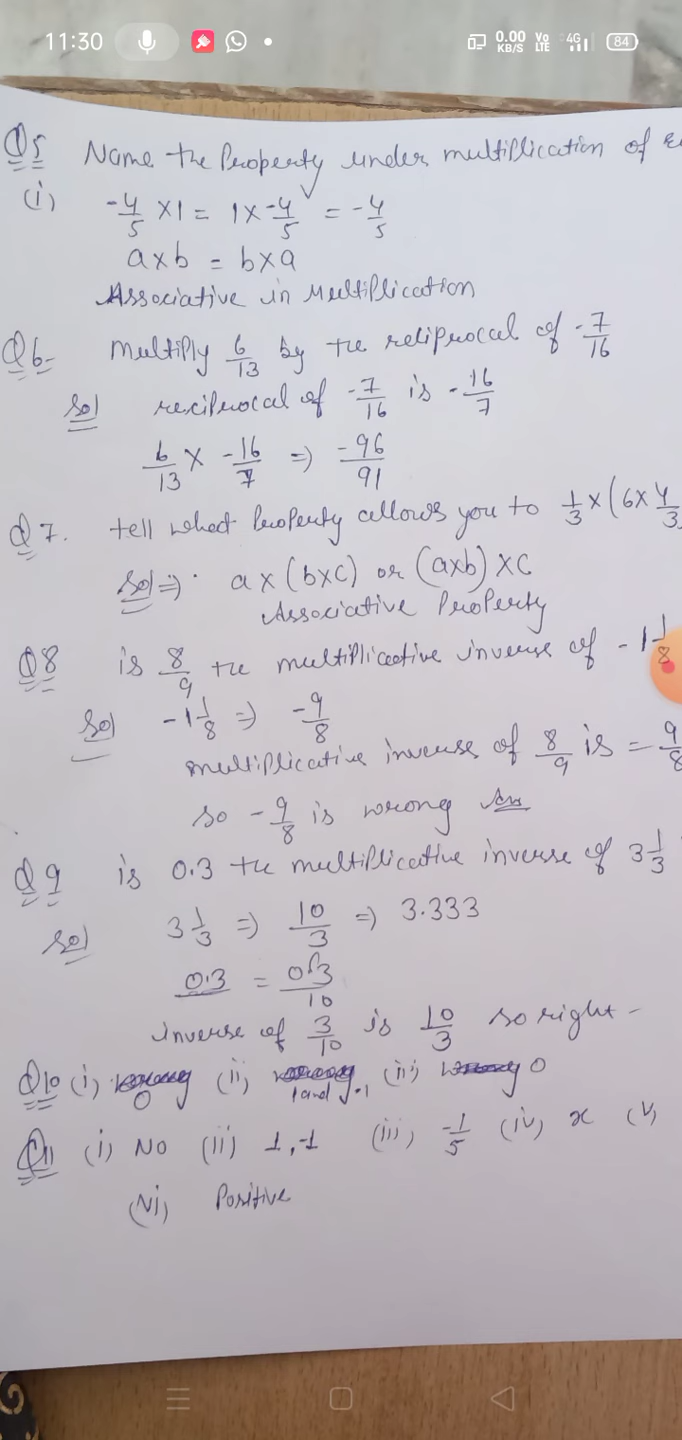 11:30 0.00 KB/S Vo LTE 4G 84
Q5 Name the Property under multiplication of
(i) -4/5 ×1 = 1× -4/5 = -4/5
a×b = b×a
Associative in Multiplication
Q6- Multiply 6/13 by the reciprocal of -7/16
Sol reciprocal of -7/16 is -16/7
6/13 × -16/7 => -96/91
Q7. tell what Property allows you to 1/3×(6×4/3
Sol=> a×(b×c) or (a×b)×c
Associative Property
Q8 is 8/9 the multiplicative inverse of -1 1/8
Sol -1 1/8 => -9/8
multiplicative inverse of 8/9 is = 9/8
so -9/8 is wrong Ans
Q9 is 0.3 the multiplicative inverse of 3 1/3
Sol 3 1/3 => 10/3 => 3.333
0.3 = 03/10
inverse of 3/10 is 10/3 so right-
Q10 (i) 0 (ii) 1 and -1 (iii) 0
Q11 (i) No (ii) 1,-1 (iii) -1/5 (iv) x (v)
(vi) Positive